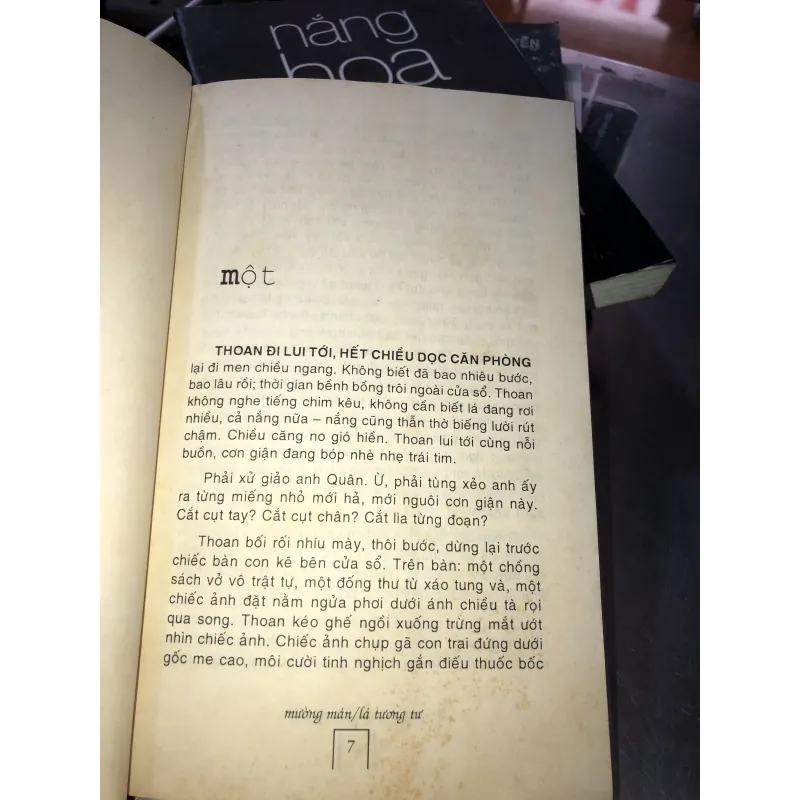 nắng
hoa
một
THOAN ĐI LUI TỚI, HẾT CHIỀU DỌC CĂN PHÒNG
lại đi men chiều ngang. Không biết đã bao nhiêu bước,
bao lâu rồi; thời gian bềnh bồng trôi ngoài cửa sổ. Thoan
không nghe tiếng chim kêu, không cần biết lá đang rơi
nhiều, cả nắng nữa – nắng cũng thẫn thờ biếng lười rút
chậm. Chiều căng no gió hiền. Thoan lui tới cùng nỗi
buồn, cơn giận đang bóp nhè nhẹ trái tim.
Phải xử giảo anh Quân. Ừ, phải tùng xẻo anh ấy
ra từng miếng nhỏ mới hả, mới nguôi cơn giận này.
Cắt cụt tay? Cắt cụt chân? Cắt lìa từng đoạn?
Thoan bối rối nhíu mày, thôi bước, dừng lại trước
chiếc bàn con kê bên cửa sổ. Trên bàn: một chồng
sách vở vô trật tự, một đống thư từ xáo tung và, một
chiếc ảnh đặt nằm ngửa phơi dưới ánh chiều tà rọi
qua song. Thoan kéo ghế ngồi xuống trừng mắt ướt
nhìn chiếc ảnh. Chiếc ảnh chụp gã con trai đứng dưới
gốc me cao, môi cười tinh nghịch gắn điếu thuốc bốc
mường mán/lá tương tư
7